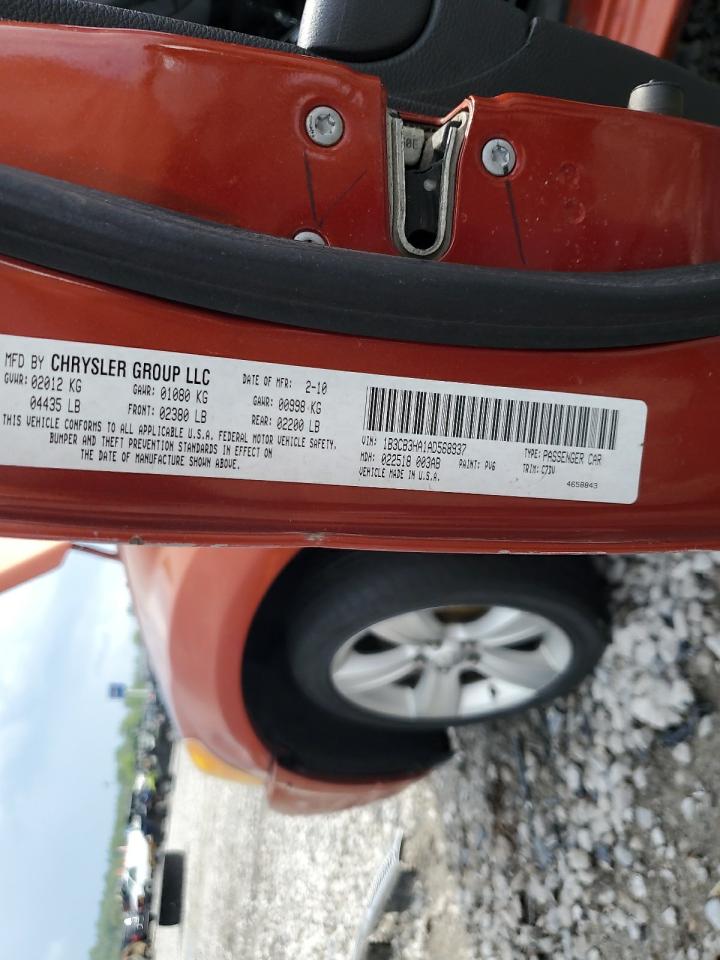 MFD BY CHRYSLER GROUP LLC
DATE OF MFR: 2-10
GVWR: 02012 KG
GAWR: 01080 KG
GAWR: 00998 KG
04435 LB
FRONT: 02380 LB
REAR: 02200 LB
THIS VEHICLE CONFORMS TO ALL APPLICABLE U.S.A. FEDERAL MOTOR VEHICLE SAFETY,
BUMPER AND THEFT PREVENTION STANDARDS IN EFFECT ON
THE DATE OF MANUFACTURE SHOWN ABOVE.
VIN: 1B3CB3HA1AD568937
TYPE: PASSENGER CAR
MDH: 022518 003AB
PAINT: PV6
TRIM: C7DV
VEHICLE MADE IN U.S.A.
4658843